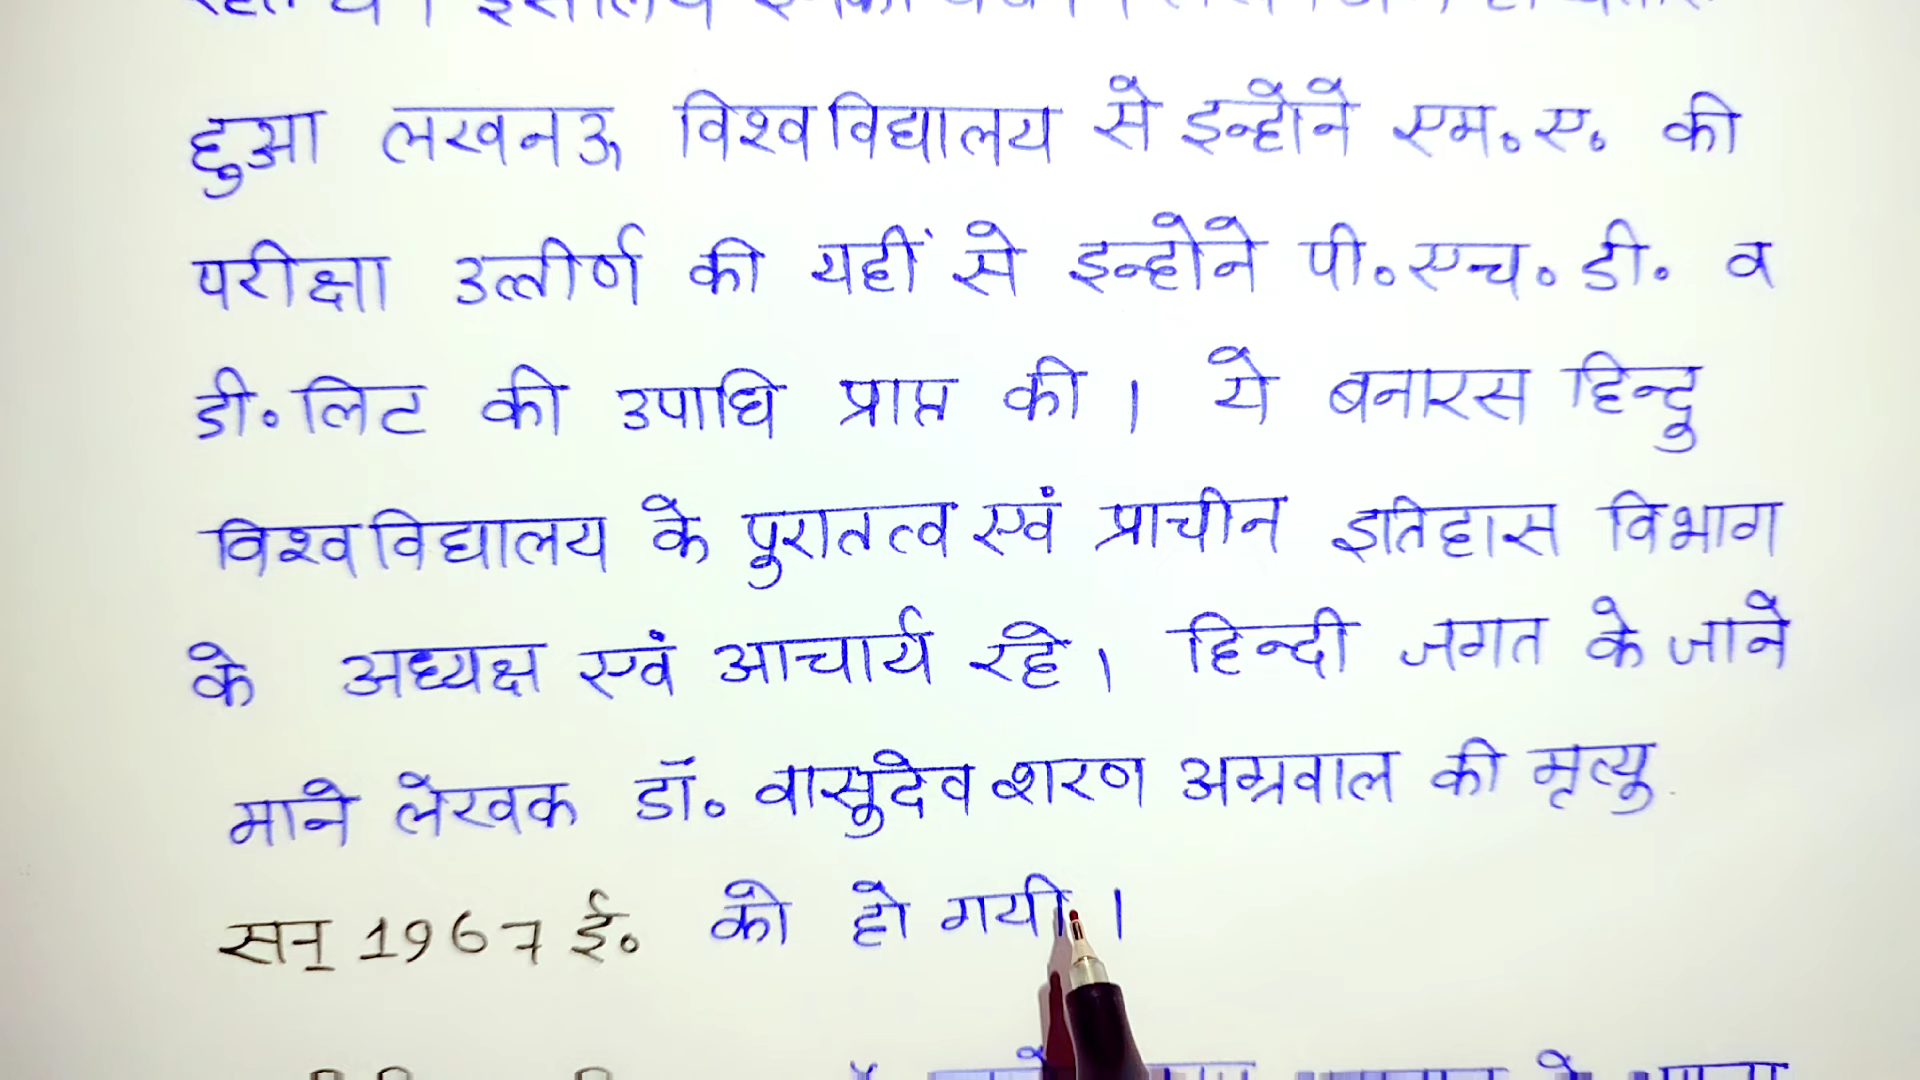 हुआ लखनऊ विश्वविद्यालय से इन्होंने एम॰ए॰ की
परीक्षा उत्तीर्ण की यहीं से इन्होंने पी॰एच॰डी॰ व
डी॰लिट की उपाधि प्राप्त की। ये बनारस हिन्दु
विश्वविद्यालय के पुरातत्व एवं प्राचीन इतिहास विभाग
के अध्यक्ष एवं आचार्य रहे। हिन्दी जगत के जाने
माने लेखक डॉ॰ वासुदेव शरण अग्रवाल की मृत्यु
सन् 1967 ई॰ को हो गयी।